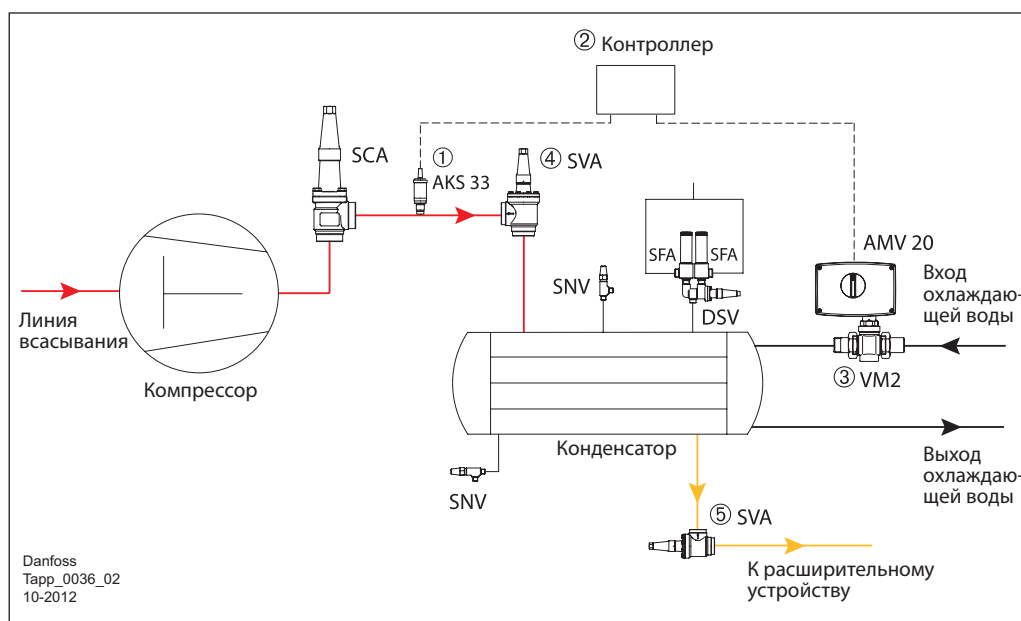 ② Контроллер
SCA
①
AKS 33
④ SVA
SFA
SFA
AMV 20
SNV
DSV
Вход
охлаждаю-
щей воды
Линия
всасывания
Компрессор
③ VM2
Конденсатор
Выход
охлаждаю-
щей воды
SNV
⑤ SVA
К расширительному
устройству
Danfoss
Tapp_0036_02
10-2012